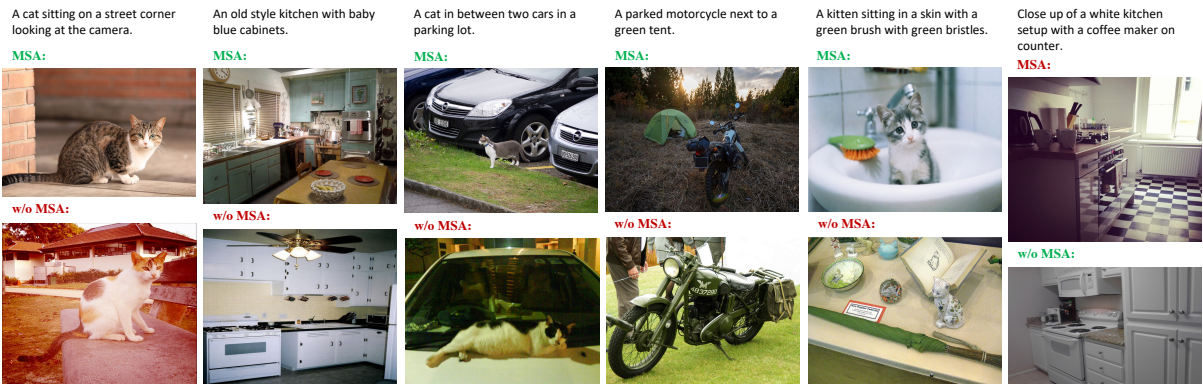 A cat sitting on a street corner
looking at the camera.
MSA:
w/o MSA:
An old style kitchen with baby
blue cabinets.
MSA:
w/o MSA:
A cat in between two cars in a
parking lot.
MSA:
w/o MSA:
A parked motorcycle next to a
green tent.
MSA:
w/o MSA:
A kitten sitting in a skin with a
green brush with green bristles.
MSA:
w/o MSA:
Close up of a white kitchen
setup with a coffee maker on
counter.
MSA:
w/o MSA: